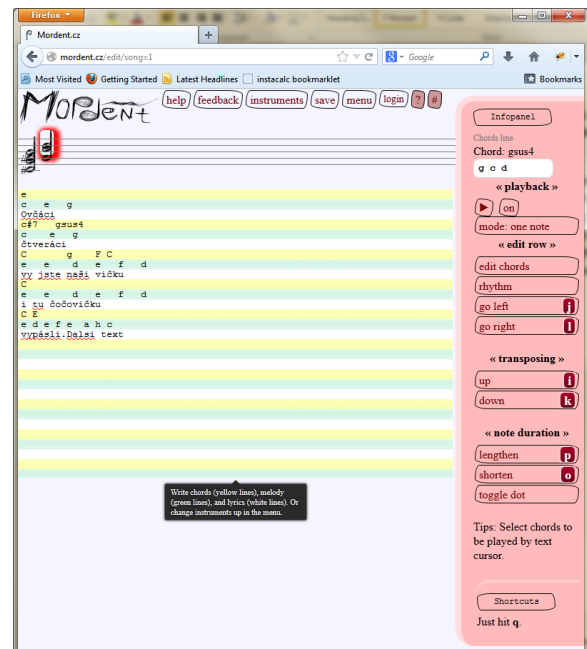 firefox
Mordent.cz
+
mordent.cz/edit/song=1
Google
Most Visited Getting Started Latest Headlines instacalc bookmarklet
Bookmarks
Mordent
help feedback instruments save menu login ? #
e
c e g
Ovčáci
c#7 gsus4
c e g
čtveráci
C g F C
e e d e f d
vy jste naši vičku
C
e e d e f d
i tu čočovičku
C E
e d e f e a h c
vypásli.Dalsi text
Write chords (yellow lines), melody
(green lines), and lyrics (white lines). Or
change instruments up in the menu.
Infopanel
Chords line
Chord: gsus4
g c d
« playback »
on
mode: one note
« edit row »
edit chords
rhythm
go left j
go right l
« transposing »
up i
down k
« note duration »
lengthen p
shorten o
toggle dot
Tips: Select chords to
be played by text
cursor.
Shortcuts
Just hit q.